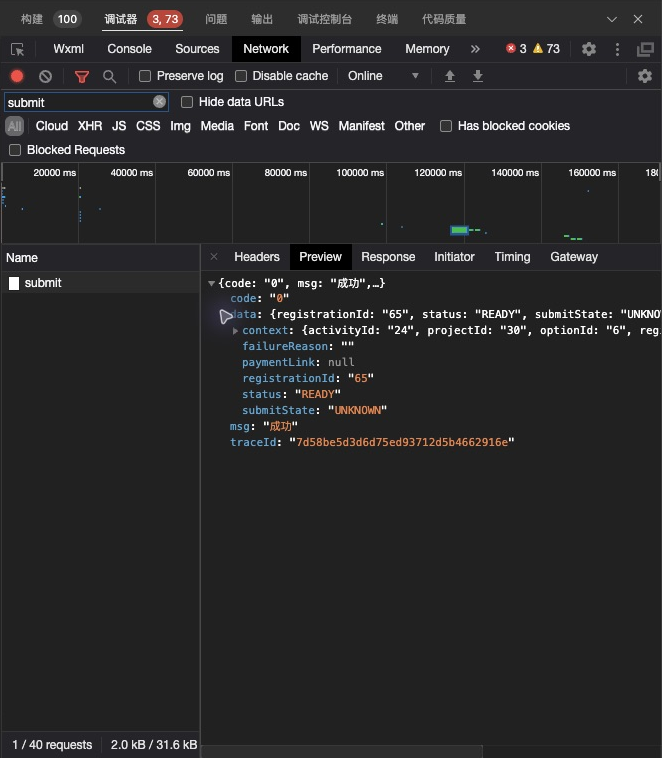 构建 100 调试器 3, 73 问题 输出 调试控制台 终端 代码质量
Wxml Console Sources Network Performance Memory » 3 73
Preserve log Disable cache Online
submit Hide data URLs
All Cloud XHR JS CSS Img Media Font Doc WS Manifest Other Has blocked cookies
Blocked Requests
20000 ms 40000 ms 60000 ms 80000 ms 100000 ms 120000 ms 140000 ms 160000 ms 180
Name × Headers Preview Response Initiator Timing Gateway
submit
{code: "0", msg: "成功",…}
code: "0"
data: {registrationId: "65", status: "READY", submitState: "UNKNO
context: {activityId: "24", projectId: "30", optionId: "6", reg
failureReason: ""
paymentLink: null
registrationId: "65"
status: "READY"
submitState: "UNKNOWN"
msg: "成功"
traceId: "7d58be5d3d6d75ed93712d5b4662916e"
1 / 40 requests 2.0 kB / 31.6 kB